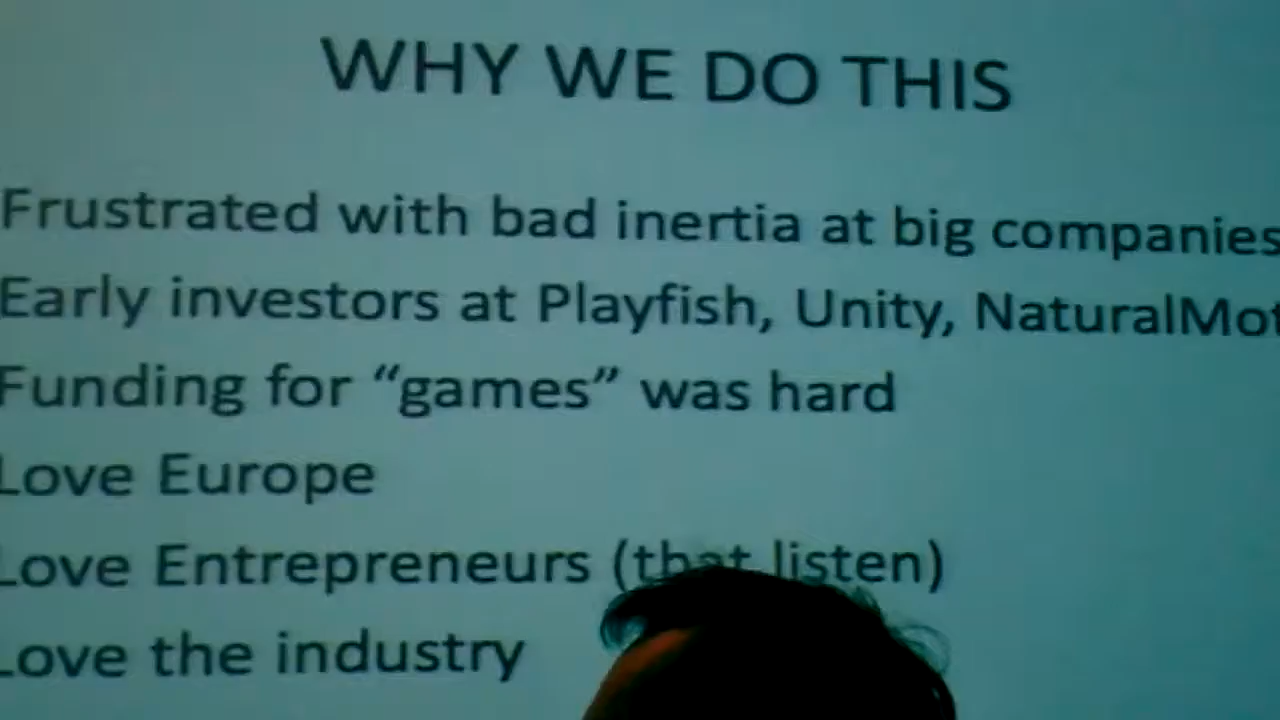 WHY WE DO THIS
Frustrated with bad inertia at big companies
Early investors at Playfish, Unity, NaturalMot
Funding for “games” was hard
Love Europe
Love Entrepreneurs (that listen)
Love the industry